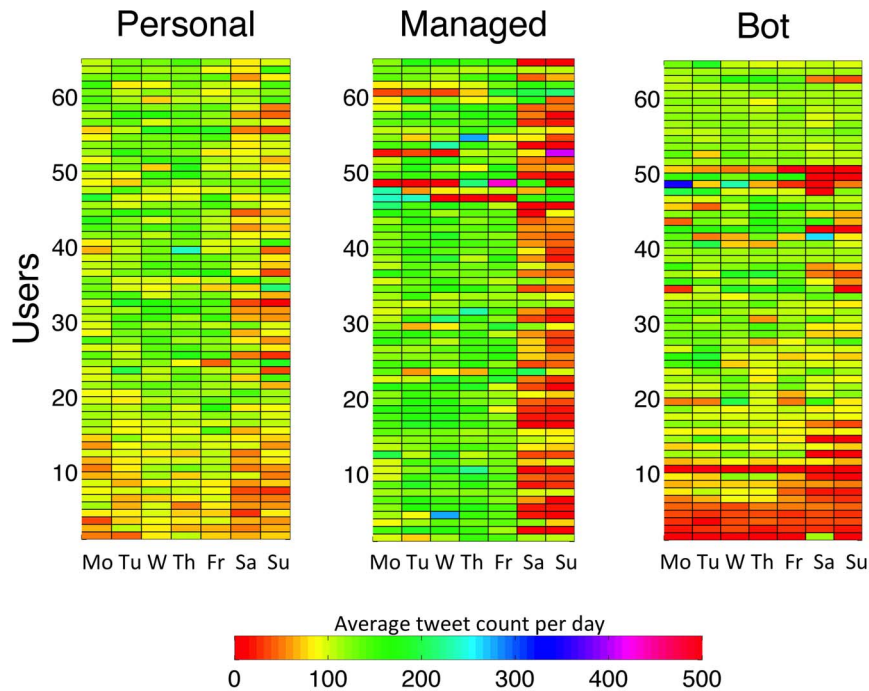 Personal Managed Bot
Users
60 60 60
50 50 50
40 40 40
30 30 30
20 20 20
10 10 10
Mo Tu W Th Fr Sa Su Mo Tu W Th Fr Sa Su Mo Tu W Th Fr Sa Su
Average tweet count per day
0 100 200 300 400 500